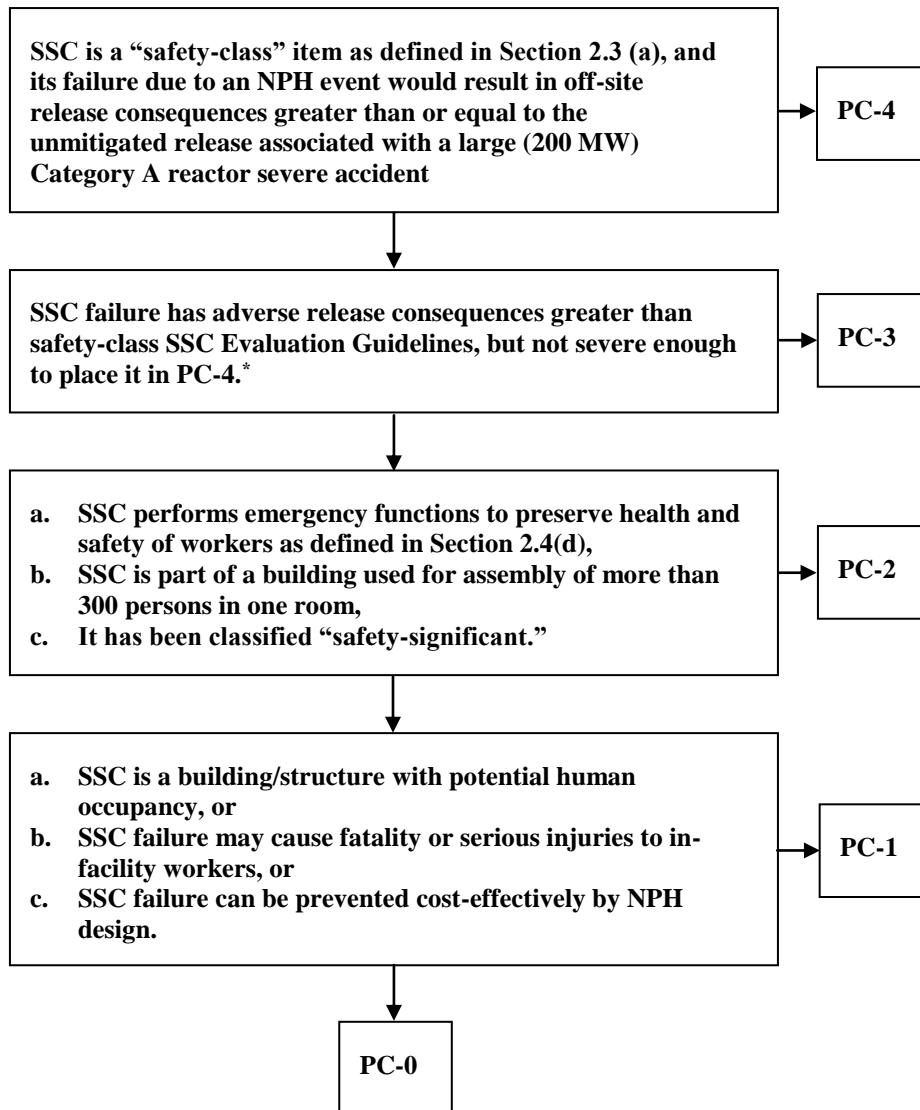 SSC is a “safety-class” item as defined in Section 2.3 (a), and
its failure due to an NPH event would result in off-site
release consequences greater than or equal to the
unmitigated release associated with a large (200 MW)
Category A reactor severe accident
PC-4
SSC failure has adverse release consequences greater than
safety-class SSC Evaluation Guidelines, but not severe enough
to place it in PC-4.*
PC-3
a. SSC performs emergency functions to preserve health and
safety of workers as defined in Section 2.4(d),
b. SSC is part of a building used for assembly of more than
300 persons in one room,
c. It has been classified “safety-significant.”
PC-2
a. SSC is a building/structure with potential human
occupancy, or
b. SSC failure may cause fatality or serious injuries to in-
facility workers, or
c. SSC failure can be prevented cost-effectively by NPH
design.
PC-1
PC-0